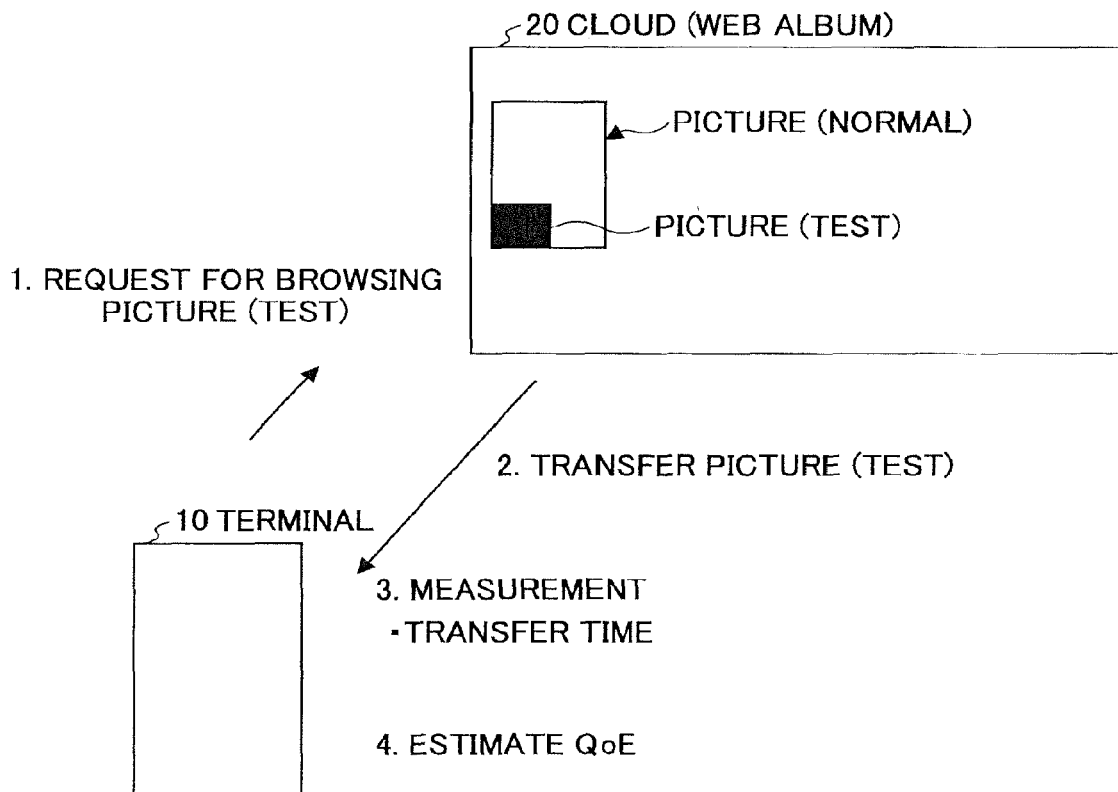 20 CLOUD (WEB ALBUM)
PICTURE (NORMAL)
PICTURE (TEST)
1. REQUEST FOR BROWSING
PICTURE (TEST)
2. TRANSFER PICTURE (TEST)
10 TERMINAL
3. MEASUREMENT
・TRANSFER TIME
4. ESTIMATE QoE